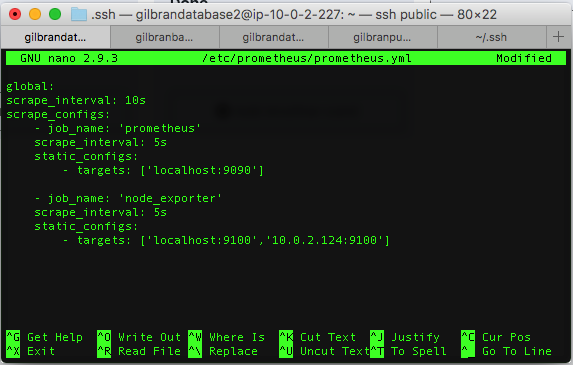 .ssh — gilbrandatabase2@ip-10-0-2-227: ~ — ssh public — 80×22
gilbrandat... gilbranba... gilbrandat... gilbranpu... ~/.ssh +
GNU nano 2.9.3 /etc/prometheus/prometheus.yml Modified
global:
scrape_interval: 10s
scrape_configs:
    - job_name: 'prometheus'
    scrape_interval: 5s
    static_configs:
        - targets: ['localhost:9090']
    - job_name: 'node_exporter'
    scrape_interval: 5s
    static_configs:
        - targets: ['localhost:9100','10.0.2.124:9100']
^G Get Help ^O Write Out ^W Where Is ^K Cut Text ^J Justify ^C Cur Pos
^X Exit ^R Read File ^\ Replace ^U Uncut Text ^T To Spell ^_ Go To Line